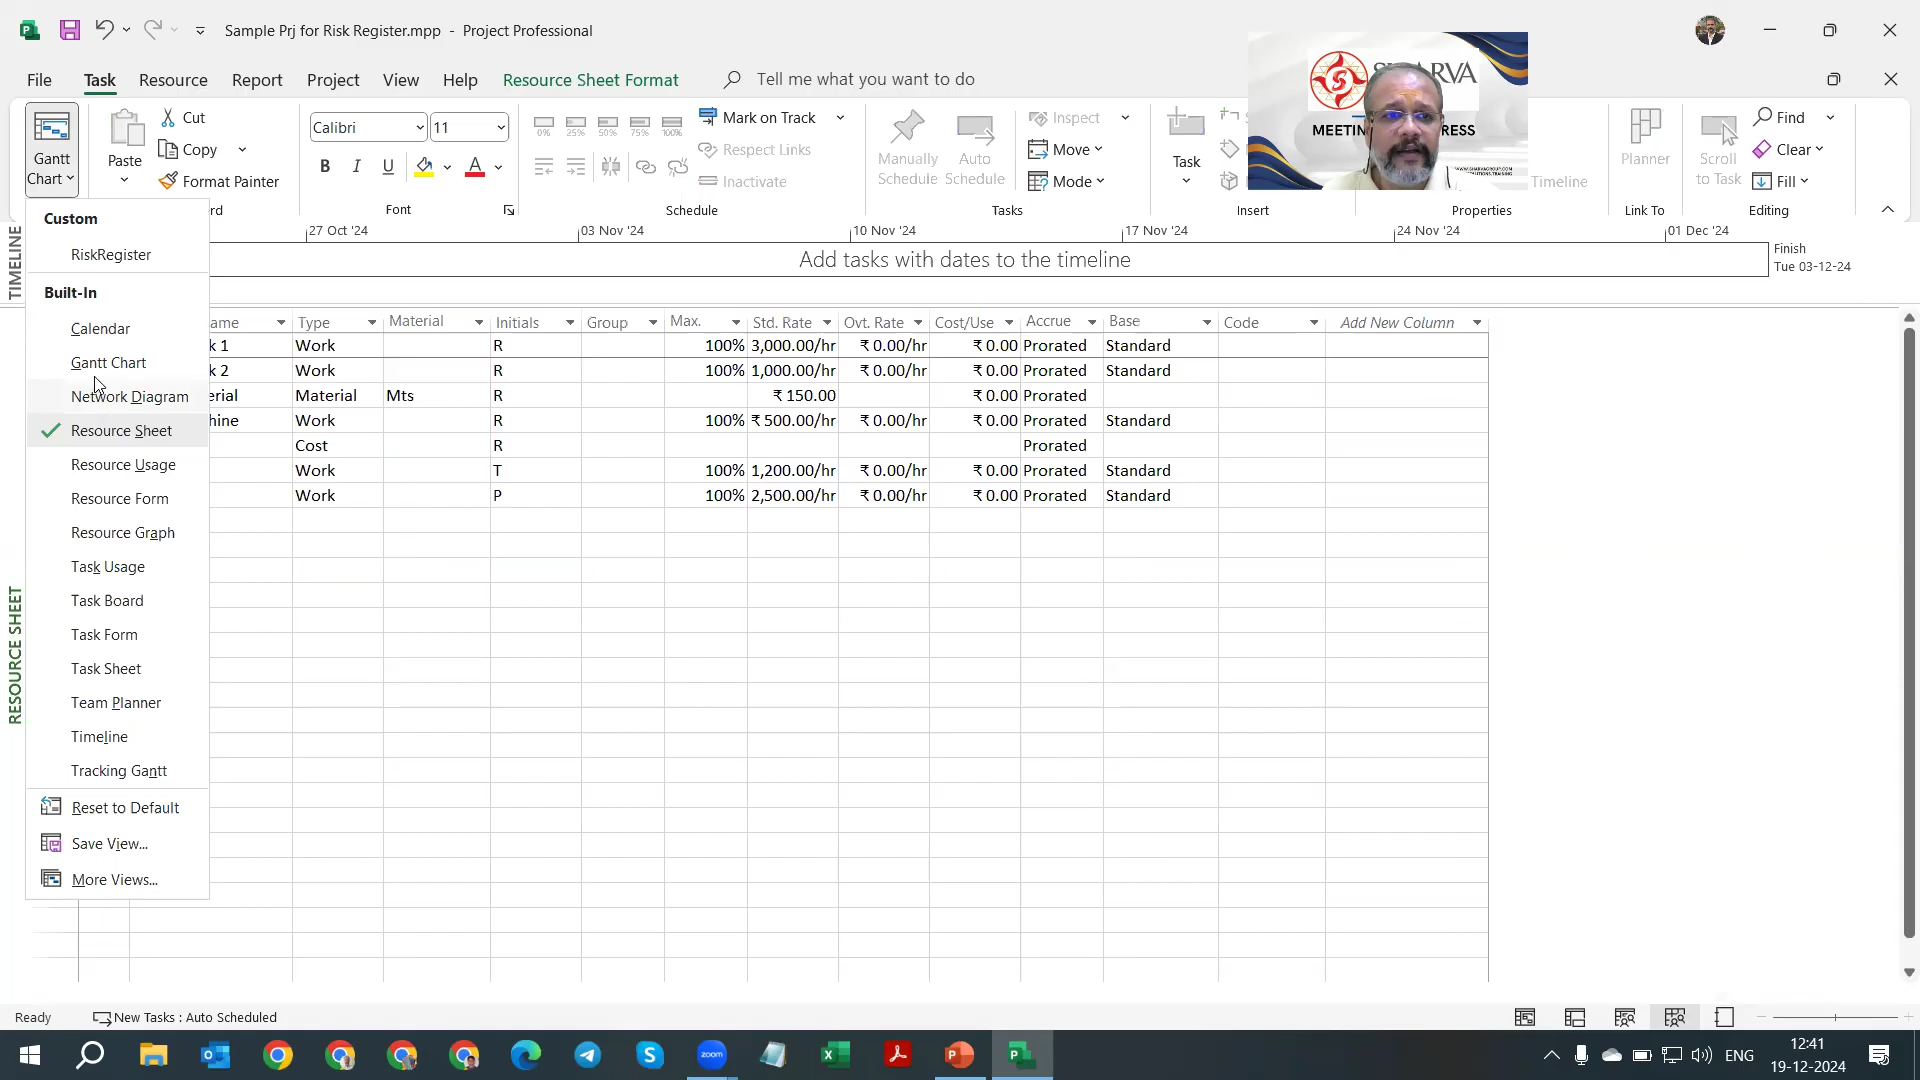 Sample Prj for Risk Register.mpp - Project Professional
File Task Resource Report Project View Help Resource Sheet Format Tell me what you want to do
Gantt Chart
Paste
Cut
Copy
Format Painter
Calibri 11
B I U A
Font
0% 25% 50% 75% 100%
Mark on Track
Respect Links
Inactivate
Schedule
Manually Schedule
Auto Schedule
Inspect
Move
Mode
Tasks
Task
Insert
Timeline
Properties
Planner
Link To
Scroll to Task
Find
Clear
Fill
Editing
TIMELINE
27 Oct '24 03 Nov '24 10 Nov '24 17 Nov '24 24 Nov '24 01 Dec '24
Add tasks with dates to the timeline
Finish
Tue 03-12-24
Custom
RiskRegister
Built-In
Calendar
Gantt Chart
Network Diagram
Resource Sheet
Resource Usage
Resource Form
Resource Graph
Task Usage
Task Board
Task Form
Task Sheet
Team Planner
Timeline
Tracking Gantt
Reset to Default
Save View...
More Views...
RESOURCE SHEET
ame Type Material Initials Group Max. Std. Rate Ovt. Rate Cost/Use Accrue Base Code Add New Column
k 1 Work R 100% 3,000.00/hr ₹ 0.00/hr ₹ 0.00 Prorated Standard
k 2 Work R 100% 1,000.00/hr ₹ 0.00/hr ₹ 0.00 Prorated Standard
erial Material Mts R ₹ 150.00 ₹ 0.00 Prorated
hine Work R 100% ₹ 500.00/hr ₹ 0.00/hr ₹ 0.00 Prorated Standard
Cost R Prorated
Work T 100% 1,200.00/hr ₹ 0.00/hr ₹ 0.00 Prorated Standard
Work P 100% 2,500.00/hr ₹ 0.00/hr ₹ 0.00 Prorated Standard
Ready New Tasks : Auto Scheduled
zoom
ENG
12:41
19-12-2024